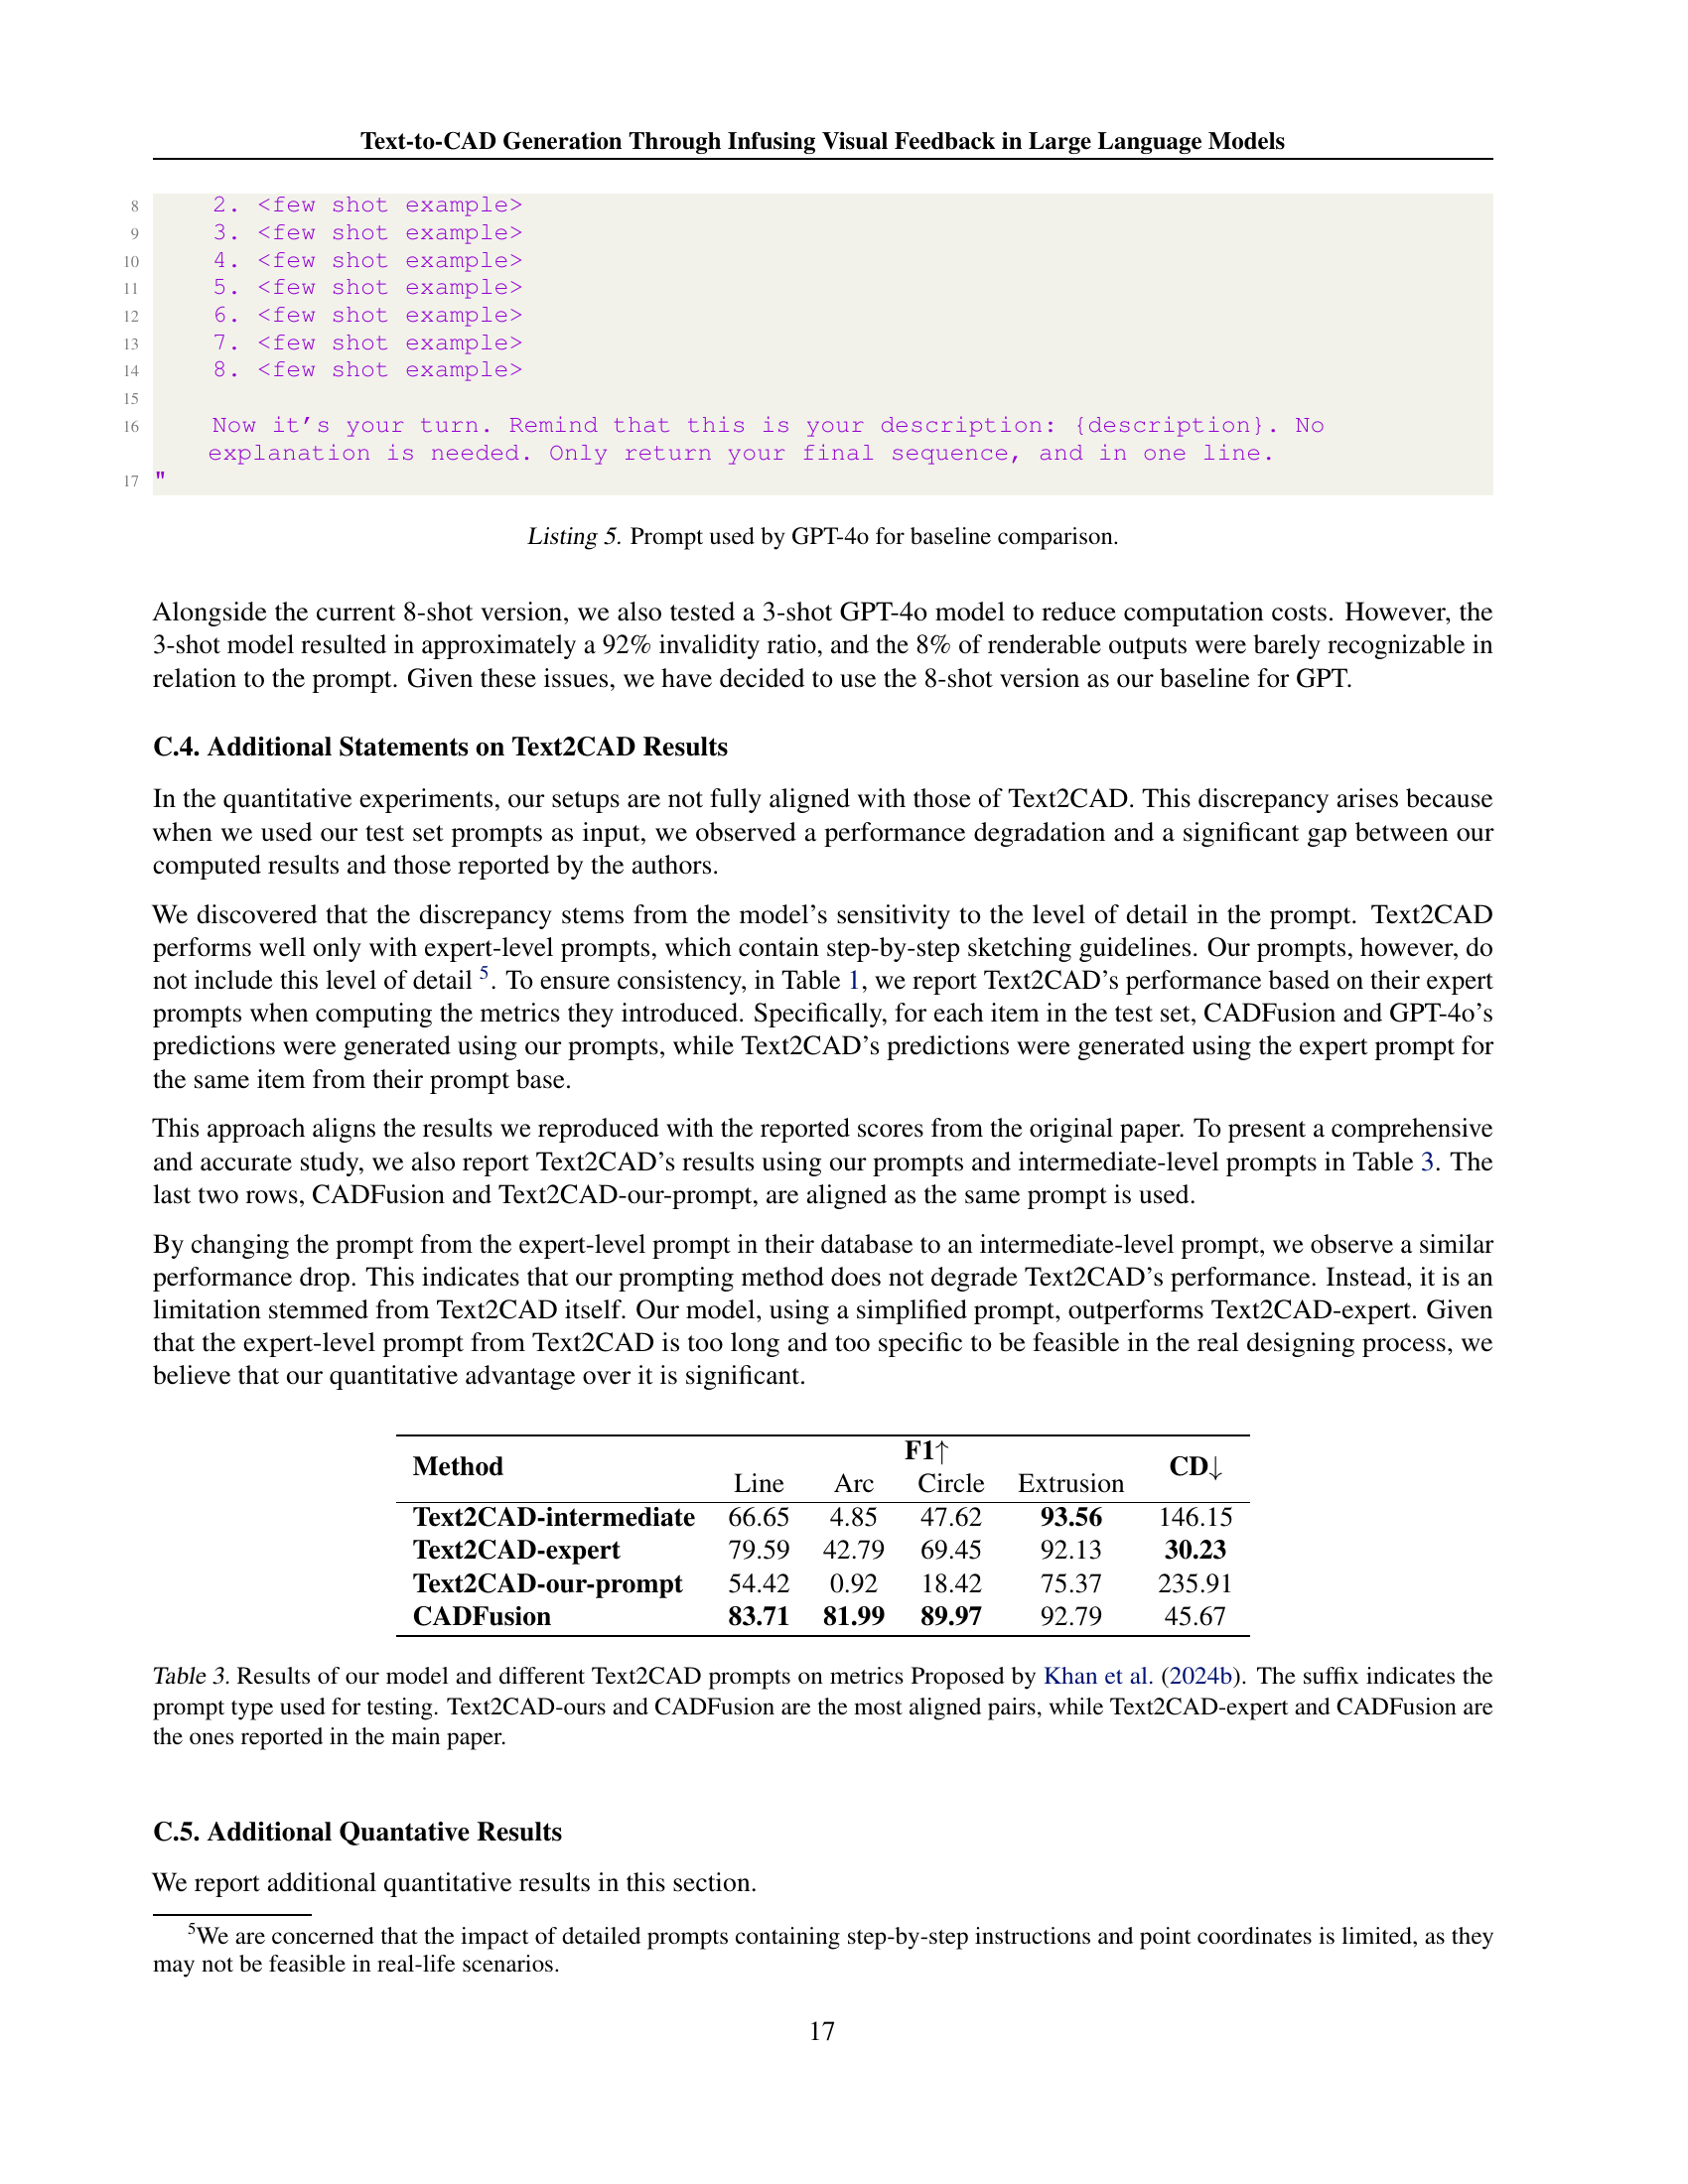 Text-to-CAD Generation Through Infusing Visual Feedback in Large Language Models
8 2. <few shot example>
9 3. <few shot example>
10 4. <few shot example>
11 5. <few shot example>
12 6. <few shot example>
13 7. <few shot example>
14 8. <few shot example>
15
16 Now it's your turn. Remind that this is your description: {description}. No
explanation is needed. Only return your final sequence, and in one line.
17 "
Listing 5. Prompt used by GPT-4o for baseline comparison.
Alongside the current 8-shot version, we also tested a 3-shot GPT-4o model to reduce computation costs. However, the
3-shot model resulted in approximately a 92% invalidity ratio, and the 8% of renderable outputs were barely recognizable in
relation to the prompt. Given these issues, we have decided to use the 8-shot version as our baseline for GPT.
C.4. Additional Statements on Text2CAD Results
In the quantitative experiments, our setups are not fully aligned with those of Text2CAD. This discrepancy arises because
when we used our test set prompts as input, we observed a performance degradation and a significant gap between our
computed results and those reported by the authors.
We discovered that the discrepancy stems from the model's sensitivity to the level of detail in the prompt. Text2CAD
performs well only with expert-level prompts, which contain step-by-step sketching guidelines. Our prompts, however, do
not include this level of detail 5. To ensure consistency, in Table 1, we report Text2CAD's performance based on their expert
prompts when computing the metrics they introduced. Specifically, for each item in the test set, CADFusion and GPT-4o's
predictions were generated using our prompts, while Text2CAD's predictions were generated using the expert prompt for
the same item from their prompt base.
This approach aligns the results we reproduced with the reported scores from the original paper. To present a comprehensive
and accurate study, we also report Text2CAD's results using our prompts and intermediate-level prompts in Table 3. The
last two rows, CADFusion and Text2CAD-our-prompt, are aligned as the same prompt is used.
By changing the prompt from the expert-level prompt in their database to an intermediate-level prompt, we observe a similar
performance drop. This indicates that our prompting method does not degrade Text2CAD's performance. Instead, it is an
limitation stemmed from Text2CAD itself. Our model, using a simplified prompt, outperforms Text2CAD-expert. Given
that the expert-level prompt from Text2CAD is too long and too specific to be feasible in the real designing process, we
believe that our quantitative advantage over it is significant.
Method F1↑ CD↓
Line Arc Circle Extrusion
Text2CAD-intermediate 66.65 4.85 47.62 93.56 146.15
Text2CAD-expert 79.59 42.79 69.45 92.13 30.23
Text2CAD-our-prompt 54.42 0.92 18.42 75.37 235.91
CADFusion 83.71 81.99 89.97 92.79 45.67
Table 3. Results of our model and different Text2CAD prompts on metrics Proposed by Khan et al. (2024b). The suffix indicates the
prompt type used for testing. Text2CAD-ours and CADFusion are the most aligned pairs, while Text2CAD-expert and CADFusion are
the ones reported in the main paper.
C.5. Additional Quantative Results
We report additional quantitative results in this section.
5We are concerned that the impact of detailed prompts containing step-by-step instructions and point coordinates is limited, as they
may not be feasible in real-life scenarios.
17